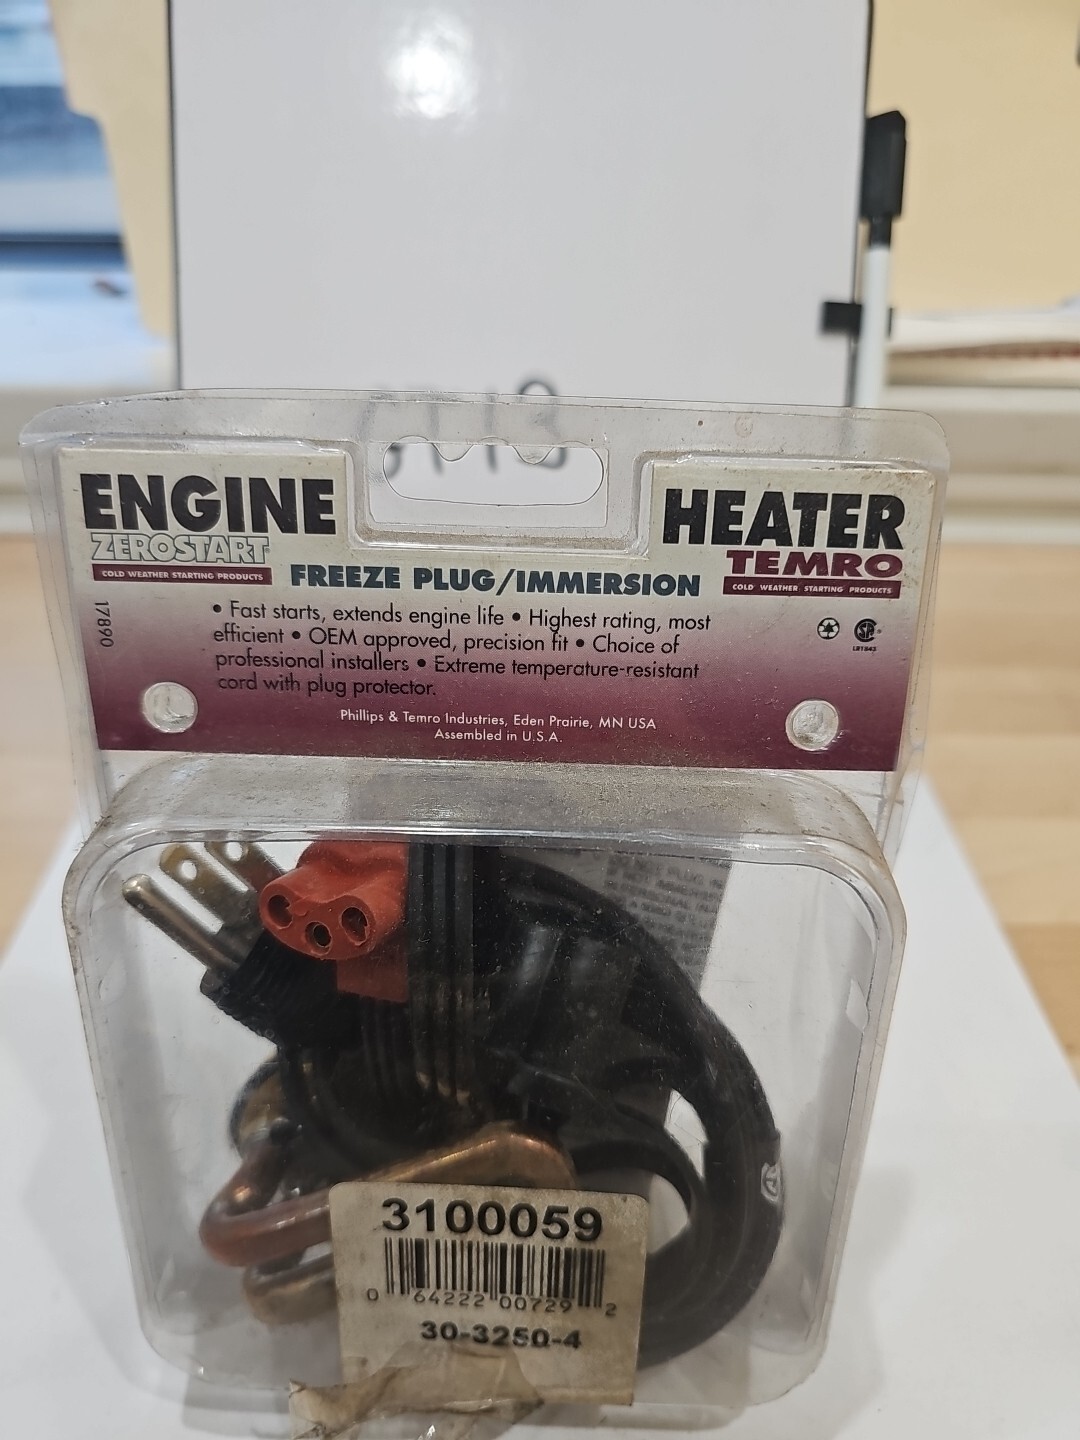 ENGINE HEATER
ZEROSTART TEMRO
COLD WEATHER STARTING PRODUCTS
COLD WEATHER STARTING PRODUCTS
FREEZE PLUG/IMMERSION
17890
• Fast starts, extends engine life • Highest rating, most
efficient • OEM approved, precision fit • Choice of
professional installers • Extreme temperature-resistant
cord with plug protector.
Phillips & Temro Industries, Eden Prairie, MN USA
Assembled in U.S.A.
3100059
0 64222 00729 2
30-3250-4